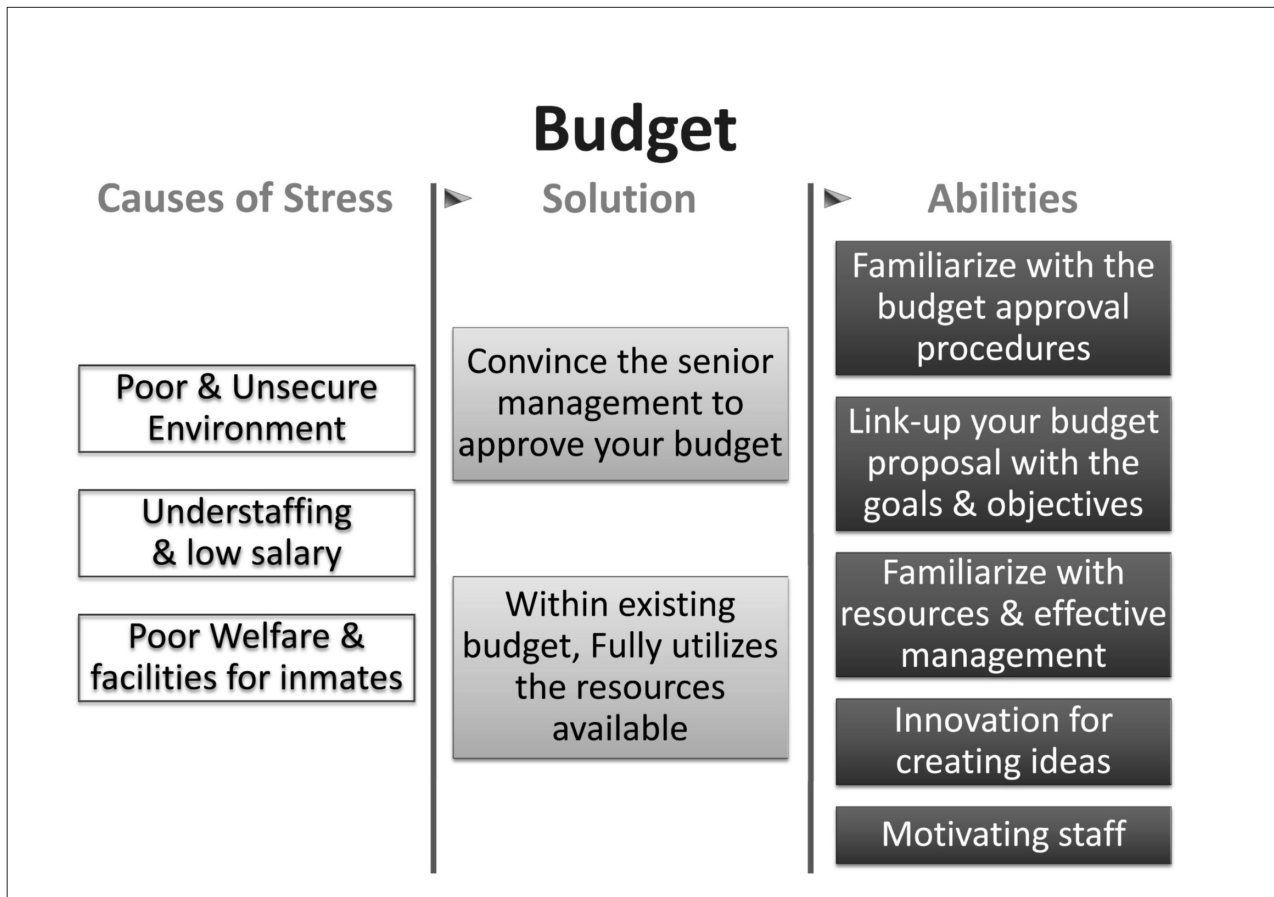 Budget
Causes of Stress
Poor & Unsecure
Environment
Understaffing
& low salary
Poor Welfare &
facilities for inmates
Solution
Convince the senior
management to
approve your budget
Within existing
budget, Fully utilizes
the resources
available
Abilities
Familiarize with the
budget approval
procedures
Link-up your budget
proposal with the
goals & objectives
Familiarize with
resources & effective
management
Innovation for
creating ideas
Motivating staff